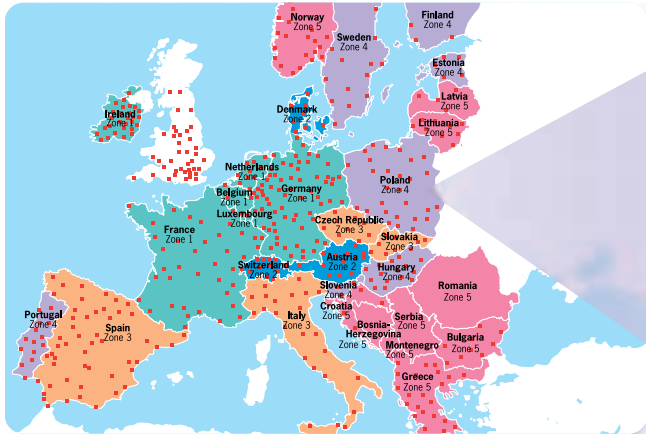 Norway
Zone 5
Sweden
Zone 4
Finland
Zone 4
Estonia
Zone 4
Latvia
Zone 5
Lithuania
Zone 5
Ireland
Zone 1
Denmark
Zone 2
Netherlands
Zone 1
Belgium
Zone 1
Luxembourg
Zone 1
Germany
Zone 1
Poland
Zone 4
France
Zone 1
Czech Republic
Zone 3
Slovakia
Zone 3
Switzerland
Zone 2
Austria
Zone 2
Hungary
Zone 4
Slovenia
Zone 4
Croatia
Zone 5
Romania
Zone 5
Portugal
Zone 4
Spain
Zone 3
Italy
Zone 3
Bosnia-
Herzegovina
Zone 5
Serbia
Zone 5
Montenegro
Zone 5
Bulgaria
Zone 5
Greece
Zone 5